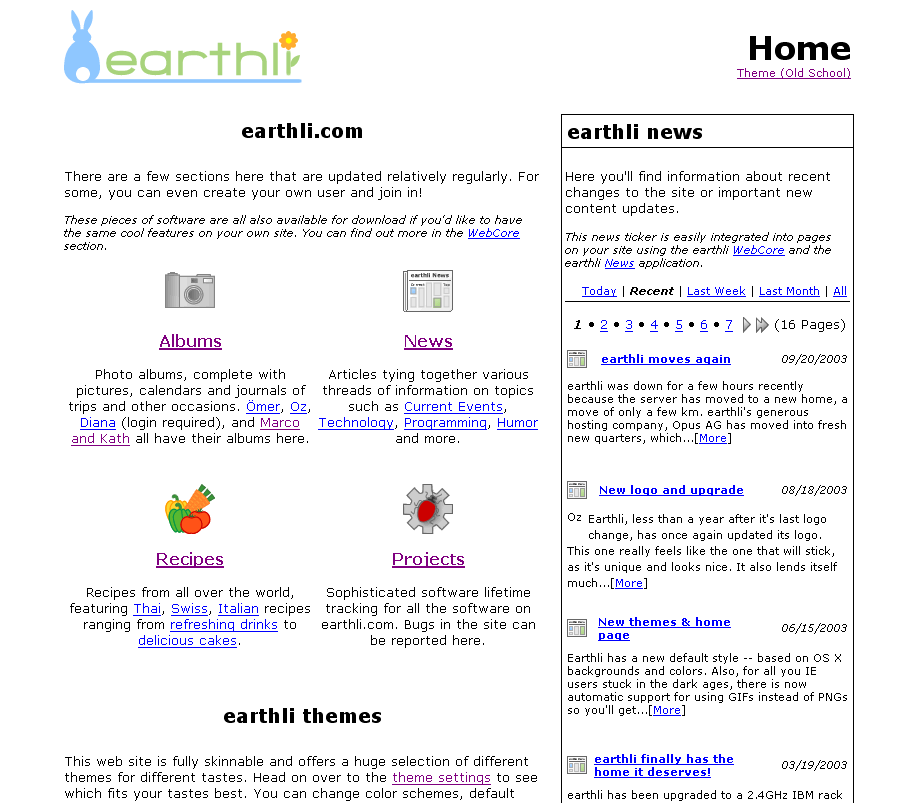 earthli
Home
Theme (Old School)
earthli.com
There are a few sections here that are updated relatively regularly. For
some, you can even create your own user and join in!
These pieces of software are all also available for download if you'd like to have
the same cool features on your own site. You can find out more in the WebCore
section.
Albums
Photo albums, complete with
pictures, calendars and journals of
trips and other occasions. Ömer, Oz,
Diana (login required), and Marco
and Kath all have their albums here.
earthli News
News
Articles tying together various
threads of information on topics
such as Current Events,
Technology, Programming, Humor
and more.
Recipes
Recipes from all over the world,
featuring Thai, Swiss, Italian recipes
ranging from refreshing drinks to
delicious cakes.
Projects
Sophisticated software lifetime
tracking for all the software on
earthli.com. Bugs in the site can
be reported here.
earthli themes
This web site is fully skinnable and offers a huge selection of different
themes for different tastes. Head on over to the theme settings to see
which fits your tastes best. You can change color schemes, default
earthli news
Here you'll find information about recent
changes to the site or important new
content updates.
This news ticker is easily integrated into pages
on your site using the earthli WebCore and the
earthli News application.
Today | Recent | Last Week | Last Month | All
1 • 2 • 3 • 4 • 5 • 6 • 7 (16 Pages)
earthli moves again 09/20/2003
earthli was down for a few hours recently
because the server has moved to a new home, a
move of only a few km. earthli's generous
hosting company, Opus AG has moved into fresh
new quarters, which...[More]
New logo and upgrade 08/18/2003
Oz Earthli, less than a year after it's last logo
change, has once again updated its logo.
This one really feels like the one that will stick,
as it's unique and looks nice. It also lends itself
much...[More]
New themes & home
page 06/15/2003
Earthli has a new default style -- based on OS X
backgrounds and colors. Also, for all you IE
users stuck in the dark ages, there is now
automatic support for using GIFs instead of PNGs
so you'll get...[More]
earthli finally has the
home it deserves! 03/19/2003
earthli has been upgraded to a 2.4GHz IBM rack